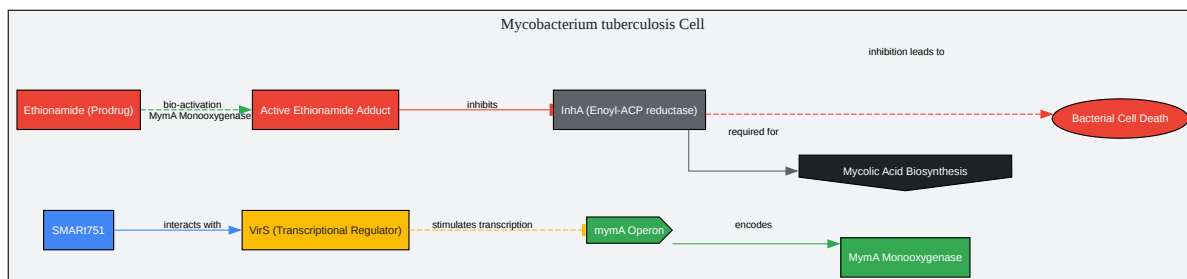 Mycobacterium tuberculosis Cell
inhibition leads to
Ethionamide (Prodrug)
bio-activation
MymA Monooxygenase
Active Ethionamide Adduct
inhibits
InhA (Enoyl-ACP reductase)
Bacterial Cell Death
required for
Mycolic Acid Biosynthesis
SMARt751
interacts with
VirS (Transcriptional Regulator)
stimulates transcription
mymA Operon
encodes
MymA Monooxygenase